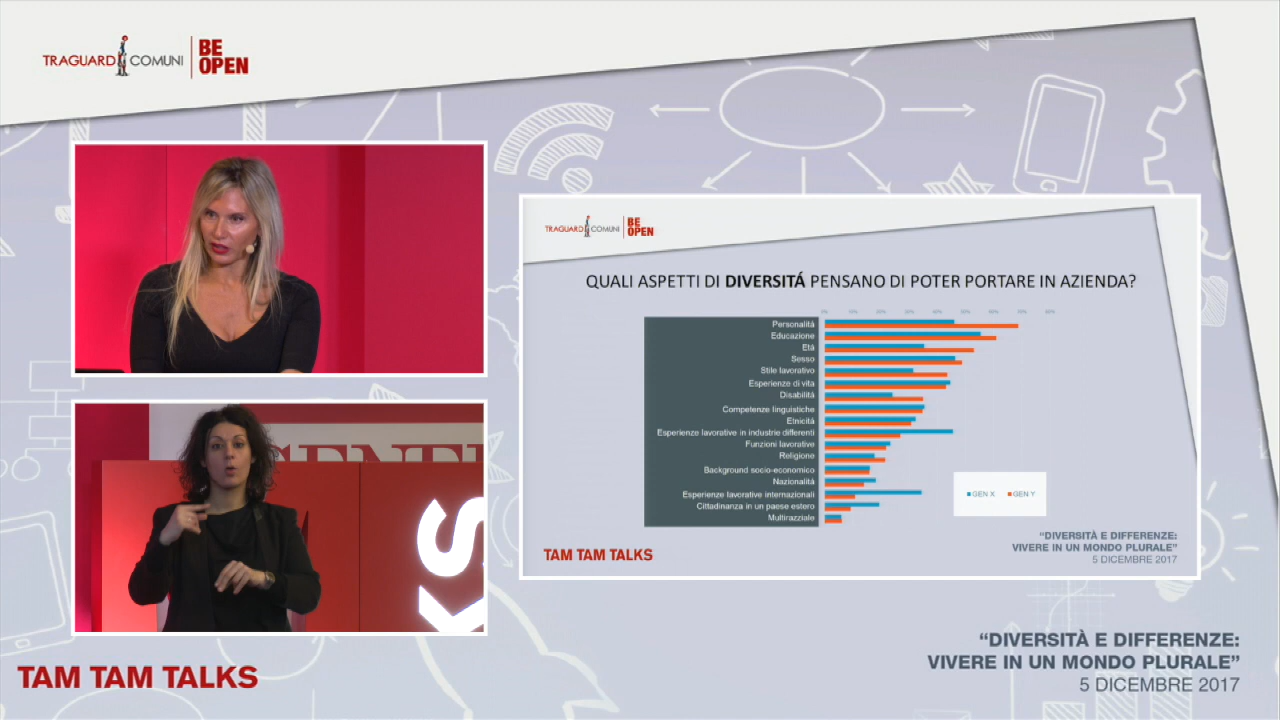 TRAGUARDI COMUNI
BE
OPEN
TRAGUARDI COMUNI
BE
OPEN
QUALI ASPETTI DI DIVERSITÁ PENSANO DI POTER PORTARE IN AZIENDA?
Personalità
Educazione
Età
Sesso
Stile lavorativo
Esperienze di vita
Disabilità
Competenze linguistiche
Etnicità
Esperienze lavorative in industrie differenti
Funzioni lavorative
Religione
Background socio-economico
Nazionalità
Esperienze lavorative internazionali
Cittadinanza in un paese estero
Multirazziale
GEN X GEN Y
TAM TAM TALKS
“DIVERSITÀ E DIFFERENZE:
VIVERE IN UN MONDO PLURALE”
5 DICEMBRE 2017
KS
TAM TAM TALKS
“DIVERSITÀ E DIFFERENZE:
VIVERE IN UN MONDO PLURALE”
5 DICEMBRE 2017